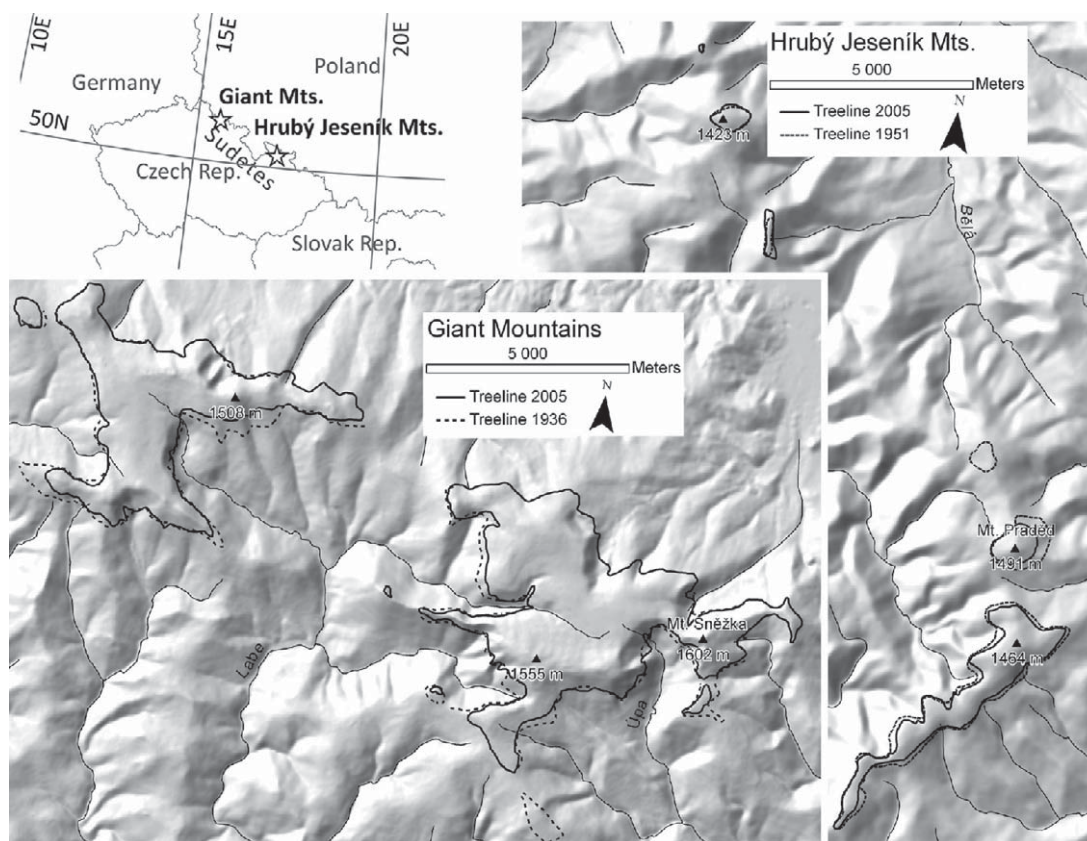 10E
15E
20E
Germany
Poland
Giant Mts.
50N
Hrubý Jeseník Mts.
Sudetes
Czech Rep.
Slovak Rep.
Hrubý Jeseník Mts.
5 000
Meters
N
Treeline 2005
Treeline 1951
1423 m
Bělá
Mt. Praděd
1491 m
1464 m
Giant Mountains
5 000
Meters
N
Treeline 2005
Treeline 1936
1508 m
Labe
Mt. Sněžka
1602 m
1555 m
Úpa